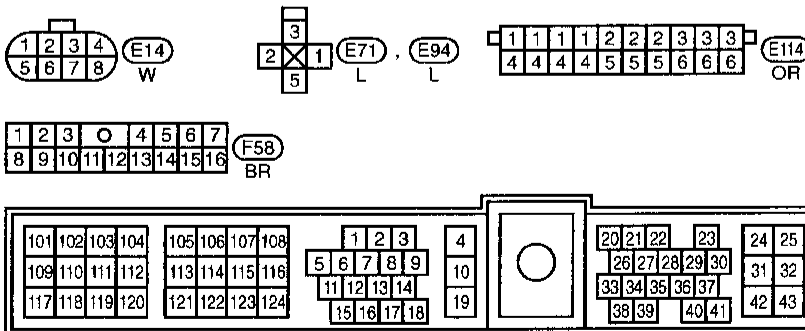 1 2 3 4
5 6 7 8
E14
W
3
2 1
5
E71 , E94
L L
1 1 1 1 2 2 2 3 3 3
4 4 4 4 5 5 5 6 6 6
E114
OR
1 2 3 4 5 6 7
8 9 10 11 12 13 14 15 16
F58
BR
101 102 103 104 105 106 107 108 1 2 3 4 20 21 22 23 24 25
109 110 111 112 113 114 115 116 5 6 7 8 9 10 26 27 28 29 30 31 32
117 118 119 120 121 122 123 124 11 12 13 14 19 33 34 35 36 37 42 43
15 16 17 18 38 39 40 41